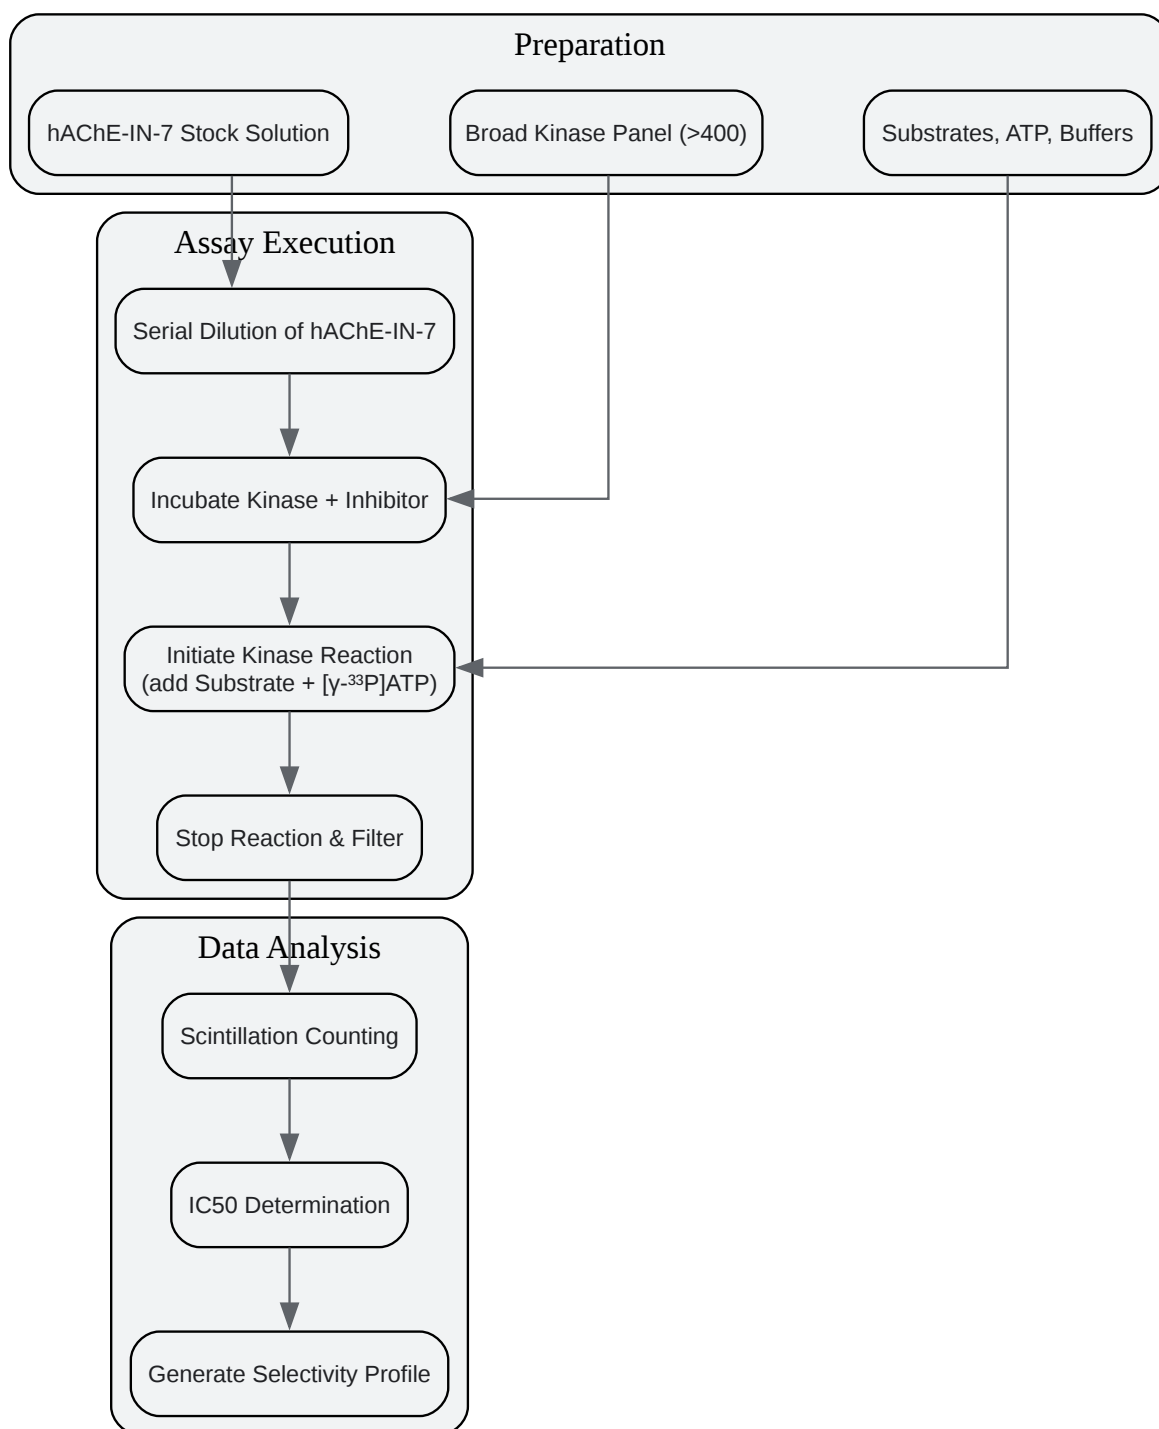 Preparation
hAChE-IN-7 Stock Solution
Broad Kinase Panel (>400)
Substrates, ATP, Buffers
Assay Execution
Serial Dilution of hAChE-IN-7
Incubate Kinase + Inhibitor
Initiate Kinase Reaction
(add Substrate + [γ-³³P]ATP)
Stop Reaction & Filter
Data Analysis
Scintillation Counting
IC50 Determination
Generate Selectivity Profile